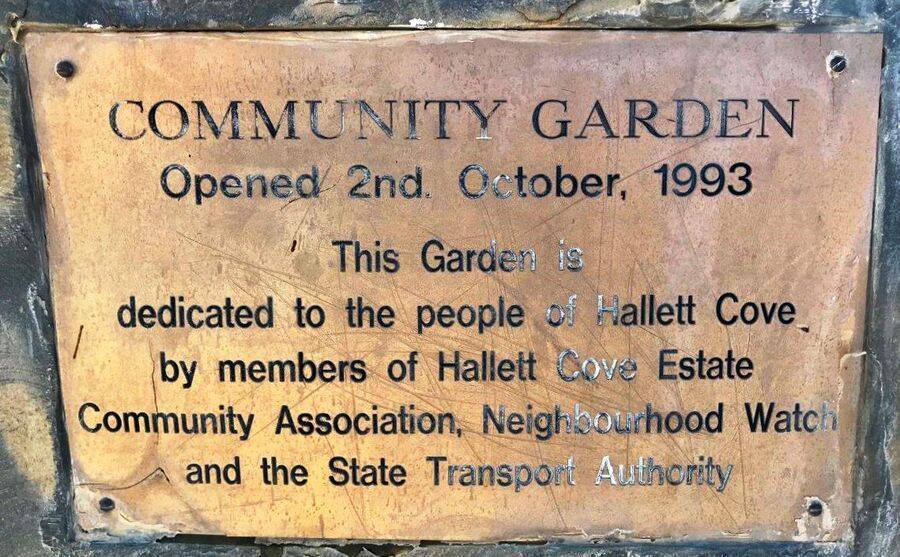 COMMUNITY GARDEN
Opened 2nd. October, 1993
This Garden is
dedicated to the people of Hallett Cove
by members of Hallett Cove Estate
Community Association, Neighbourhood Watch
and the State Transport Authority